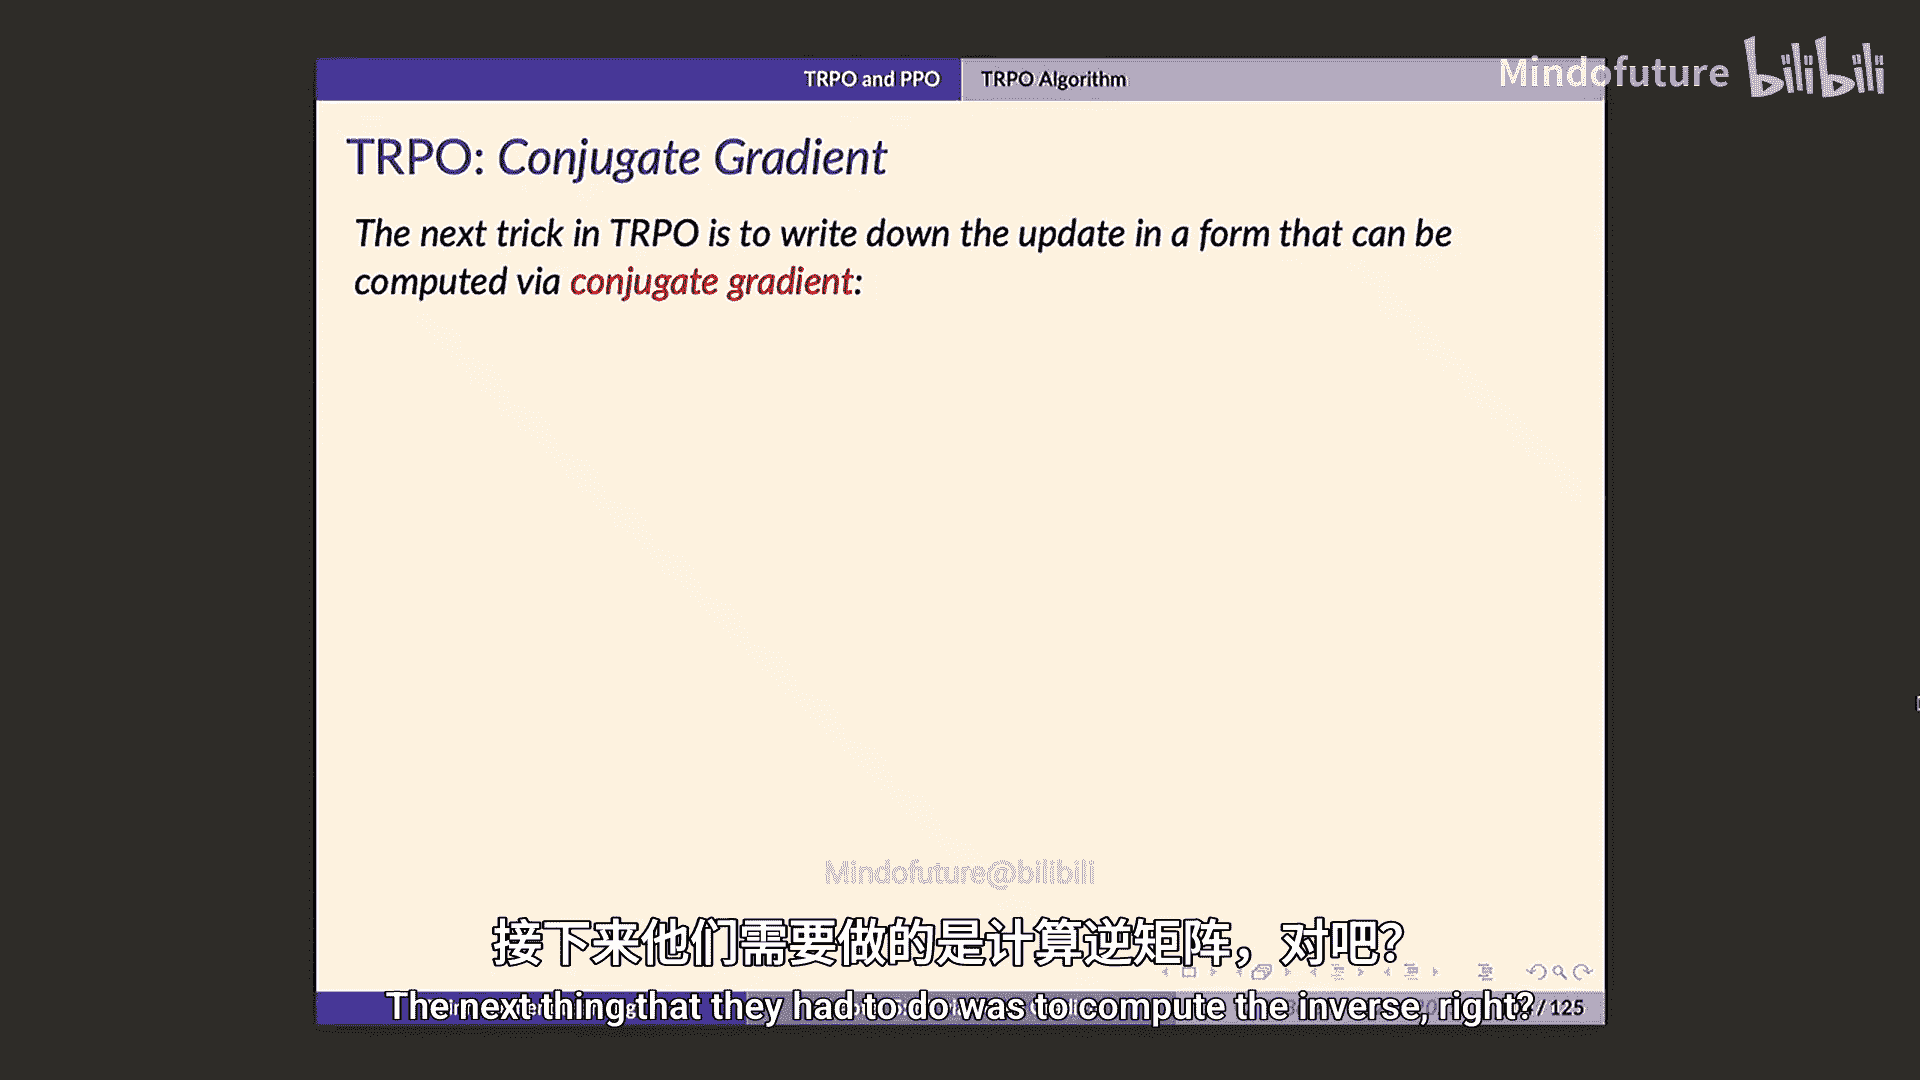 TRPO and PPO
TRPO Algorithm
Mindofuture bilibili
TRPO: Conjugate Gradient
The next trick in TRPO is to write down the update in a form that can be
computed via conjugate gradient:
Mindofuture@bilibili
接下来他们需要做的是计算逆矩阵，对吧？
The next thing that they had to do was to compute the inverse, right?
/ 125